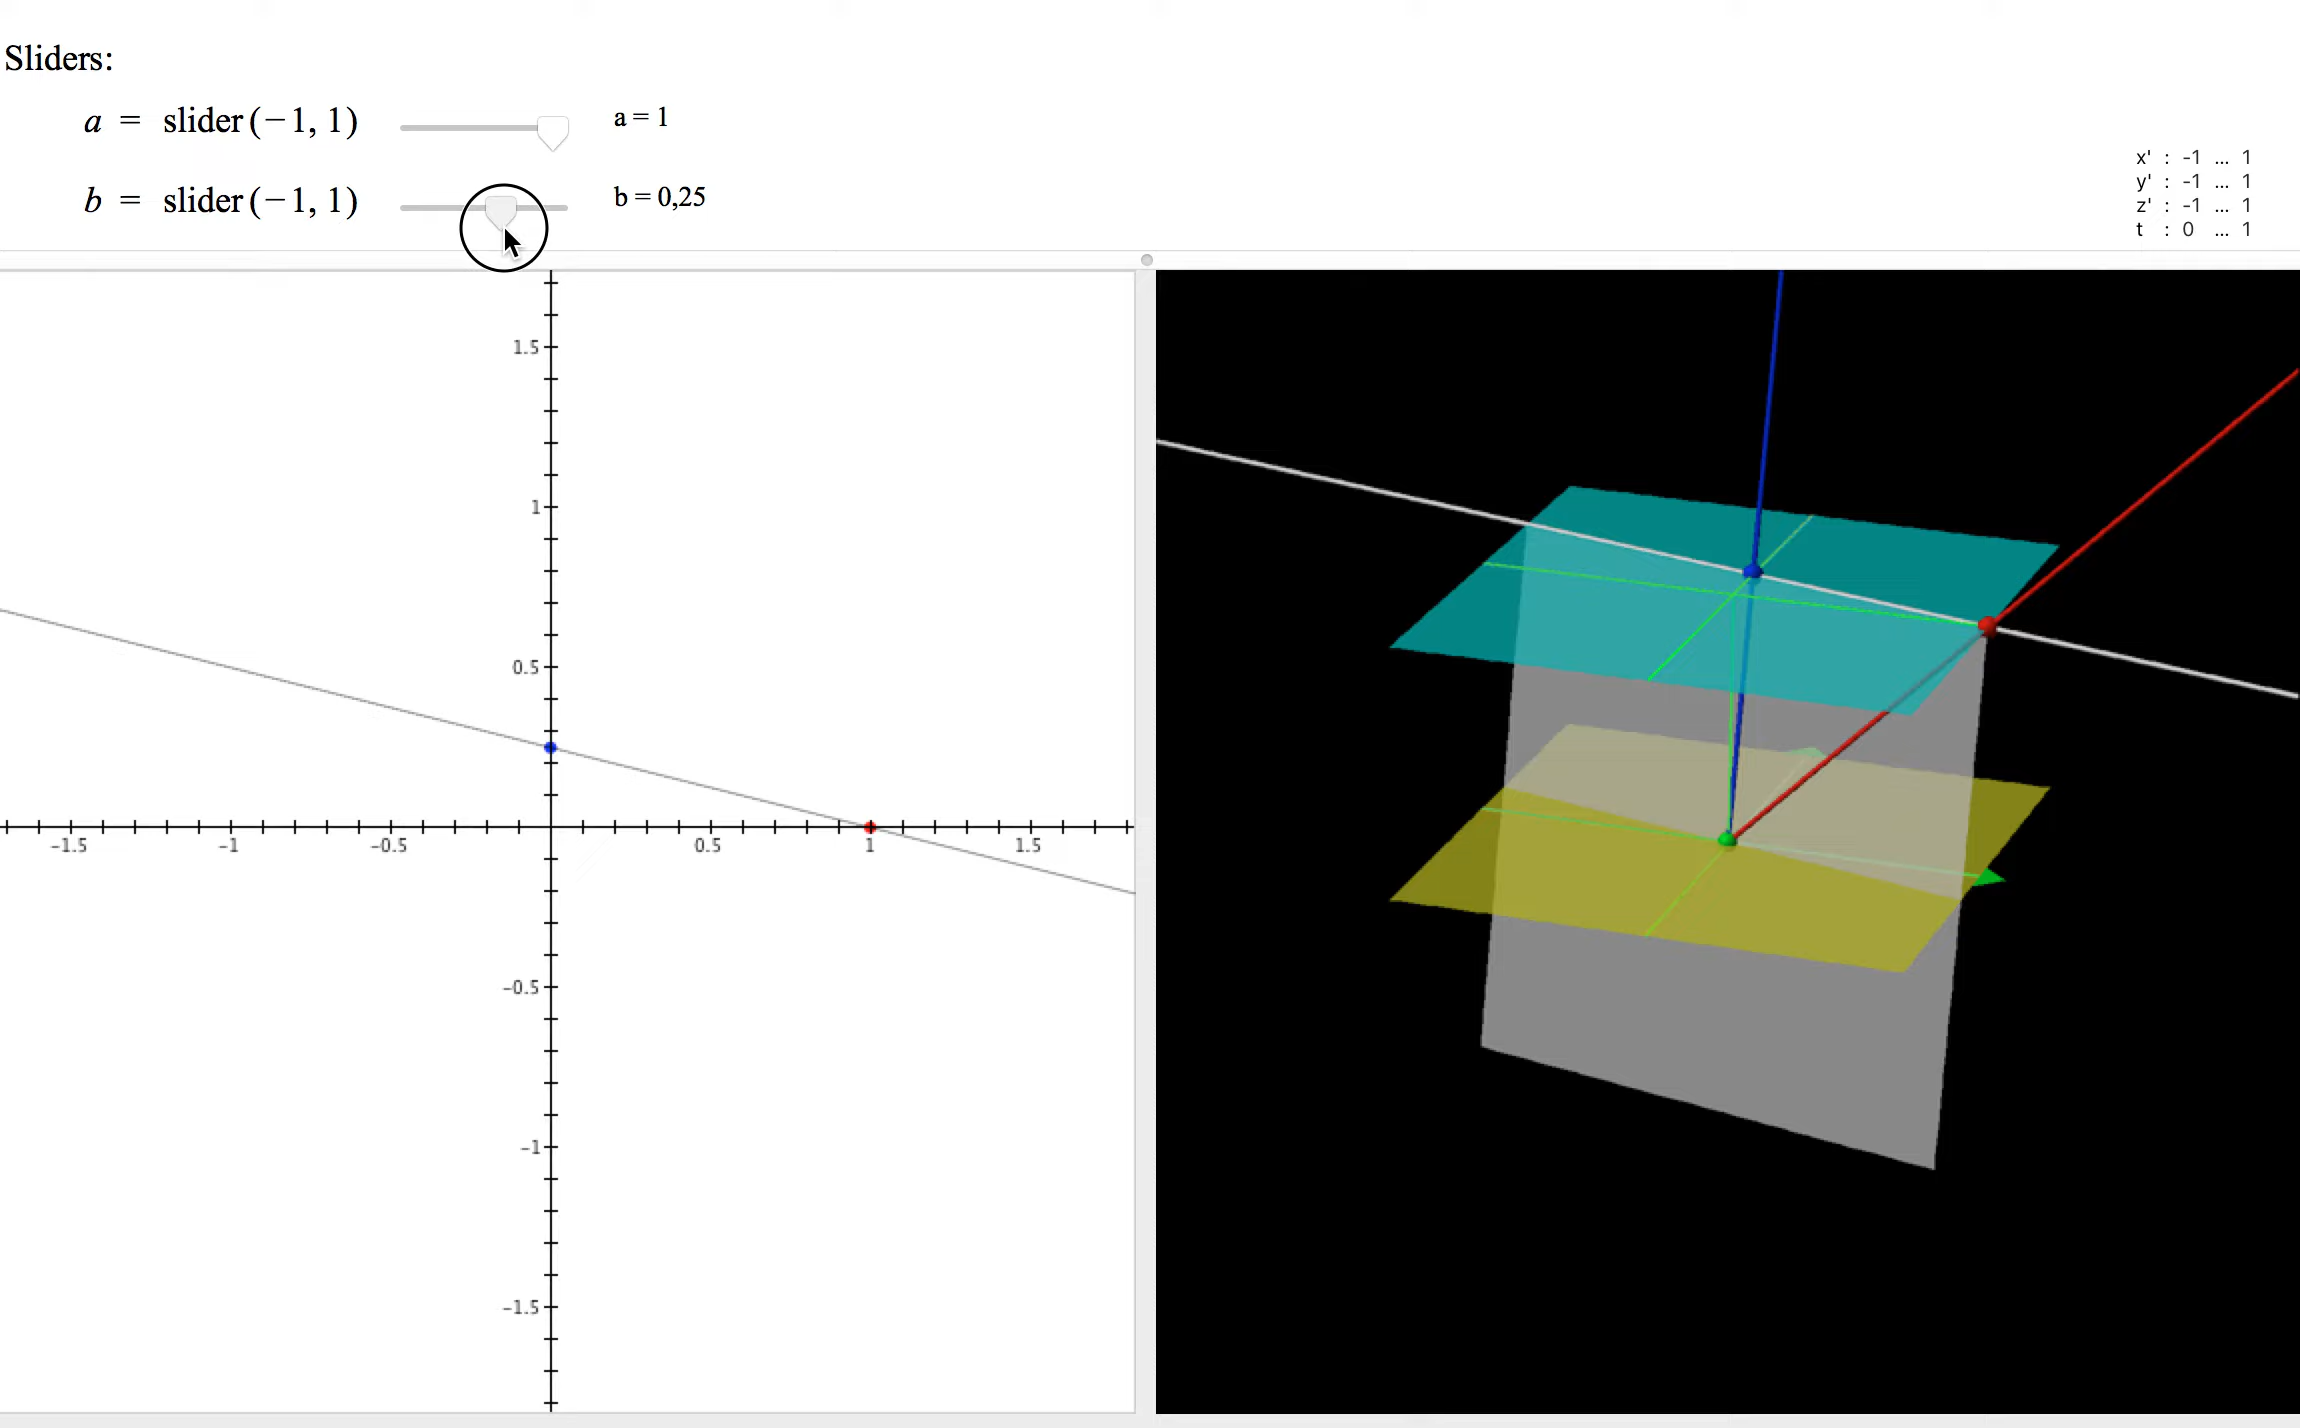 Sliders:
a = slider(−1, 1) a = 1
b = slider(−1, 1) b = 0,25
x' : -1 ... 1
y' : -1 ... 1
z' : -1 ... 1
t : 0 ... 1
1.5
1
0.5
−1.5 −1 −0.5 0.5 1 1.5
−0.5
−1
−1.5